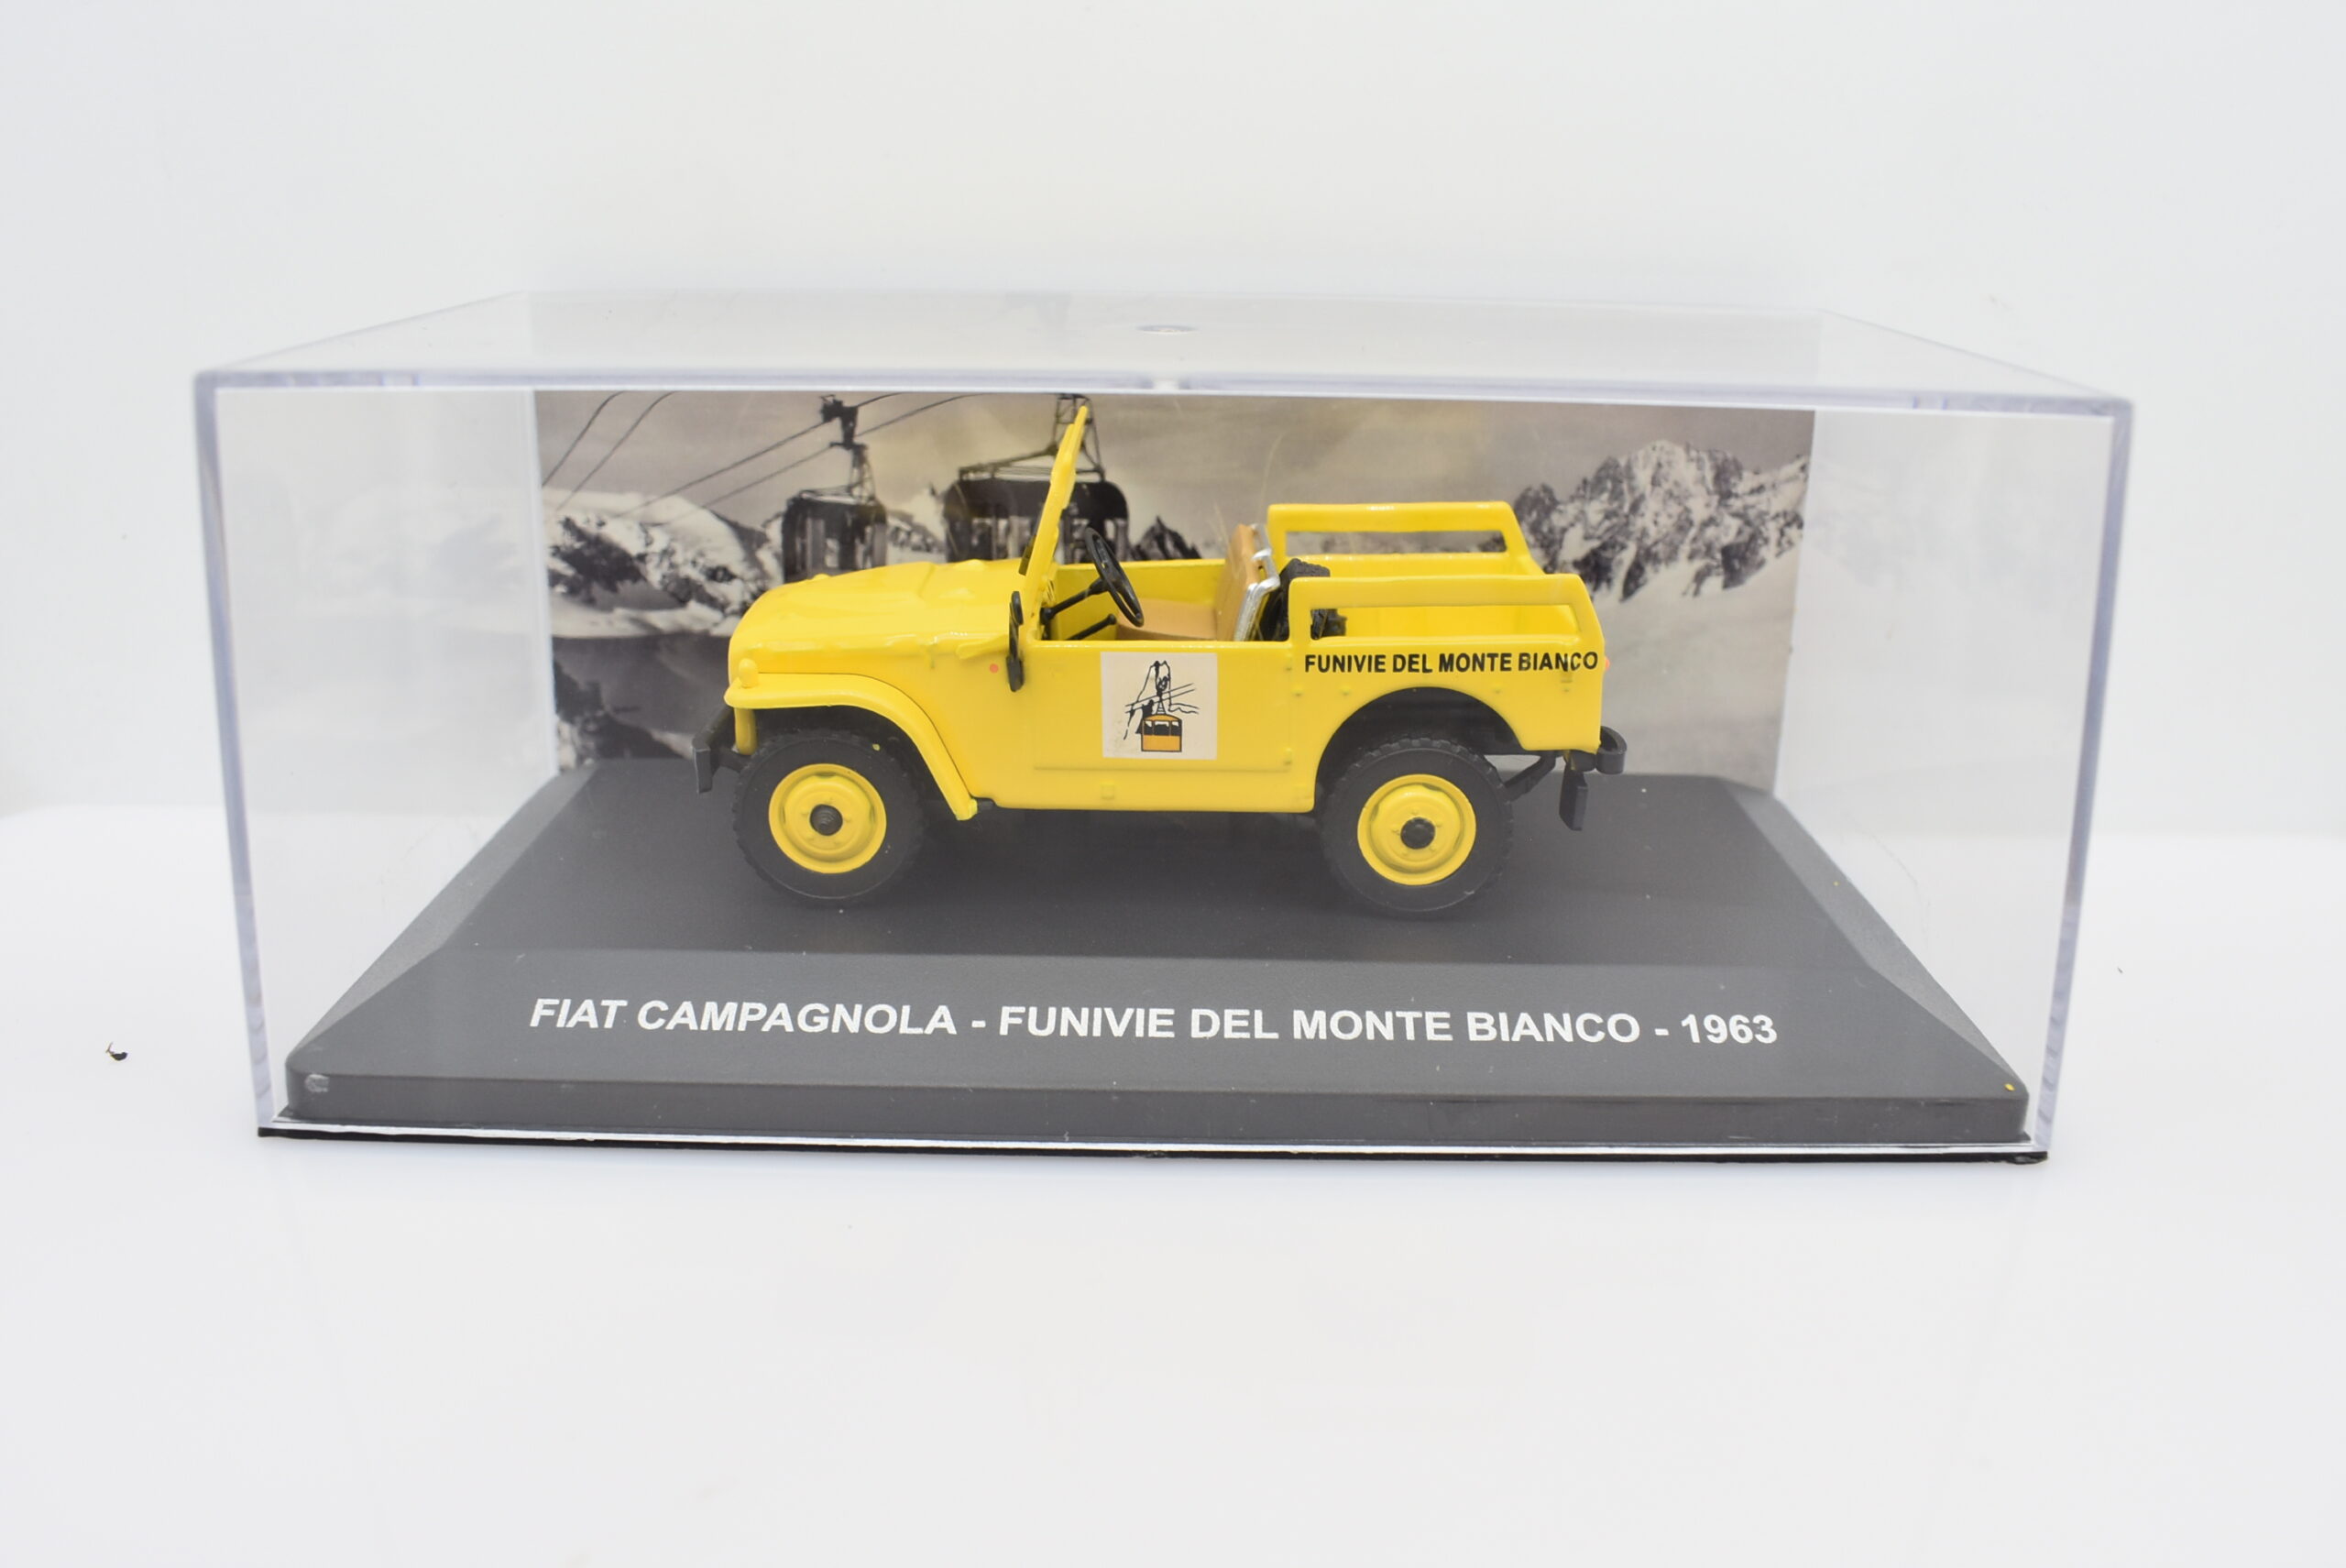 FUNIVIE DEL MONTE BIANCO
FIAT CAMPAGNOLA - FUNIVIE DEL MONTE BIANCO - 1963